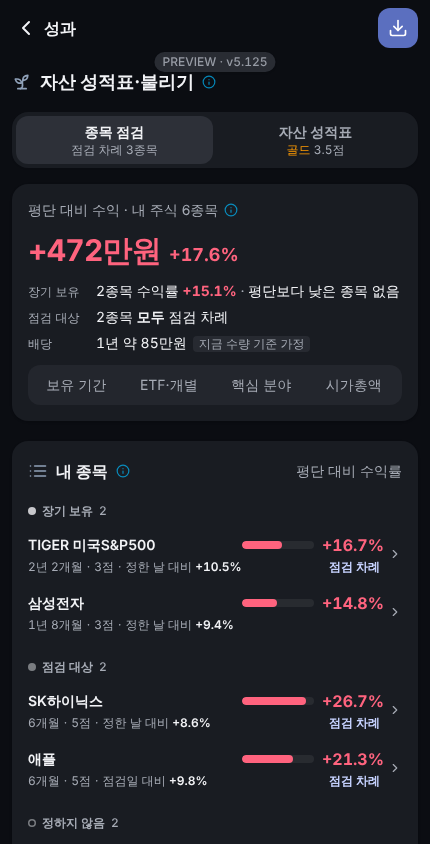 성과
PREVIEW · v5.125
자산 성적표·불리기
종목 점검
점검 차례 3종목
자산 성적표
골드 3.5점
평단 대비 수익 · 내 주식 6종목
+472만원 +17.6%
장기 보유 2종목 수익률 +15.1% · 평단보다 낮은 종목 없음
점검 대상 2종목 모두 점검 차례
배당 1년 약 85만원 지금 수량 기준 가정
보유 기간 ETF·개별 핵심 분야 시가총액
내 종목 평단 대비 수익률
장기 보유 2
TIGER 미국S&P500 +16.7%
2년 2개월 · 3점 · 정한 날 대비 +10.5% 점검 차례
삼성전자 +14.8%
1년 8개월 · 3점 · 정한 날 대비 +9.4%
점검 대상 2
SK하이닉스 +26.7%
6개월 · 5점 · 정한 날 대비 +8.6% 점검 차례
애플 +21.3%
6개월 · 5점 · 점검일 대비 +9.8% 점검 차례
정하지 않음 2